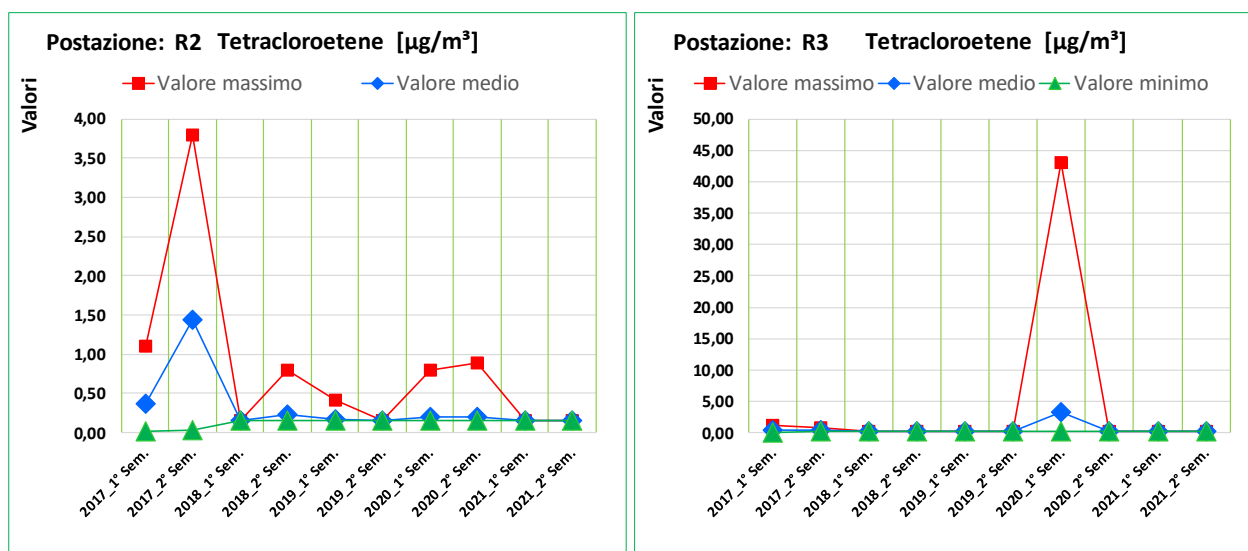 Postazione: R2 Tetracloroetene [µg/m³]
Valore massimo Valore medio
Valori
4,00
3,50
3,00
2,50
2,00
1,50
1,00
0,50
0,00
2017_1° Sem.
2017_2° Sem.
2018_1° Sem.
2018_2° Sem.
2019_1° Sem.
2019_2° Sem.
2020_1° Sem.
2020_2° Sem.
2021_1° Sem.
2021_2° Sem.
Postazione: R3 Tetracloroetene [µg/m³]
Valore massimo Valore medio Valore minimo
Valori
50,00
45,00
40,00
35,00
30,00
25,00
20,00
15,00
10,00
5,00
0,00
2017_1° Sem.
2017_2° Sem.
2018_1° Sem.
2018_2° Sem.
2019_1° Sem.
2019_2° Sem.
2020_1° Sem.
2020_2° Sem.
2021_1° Sem.
2021_2° Sem.